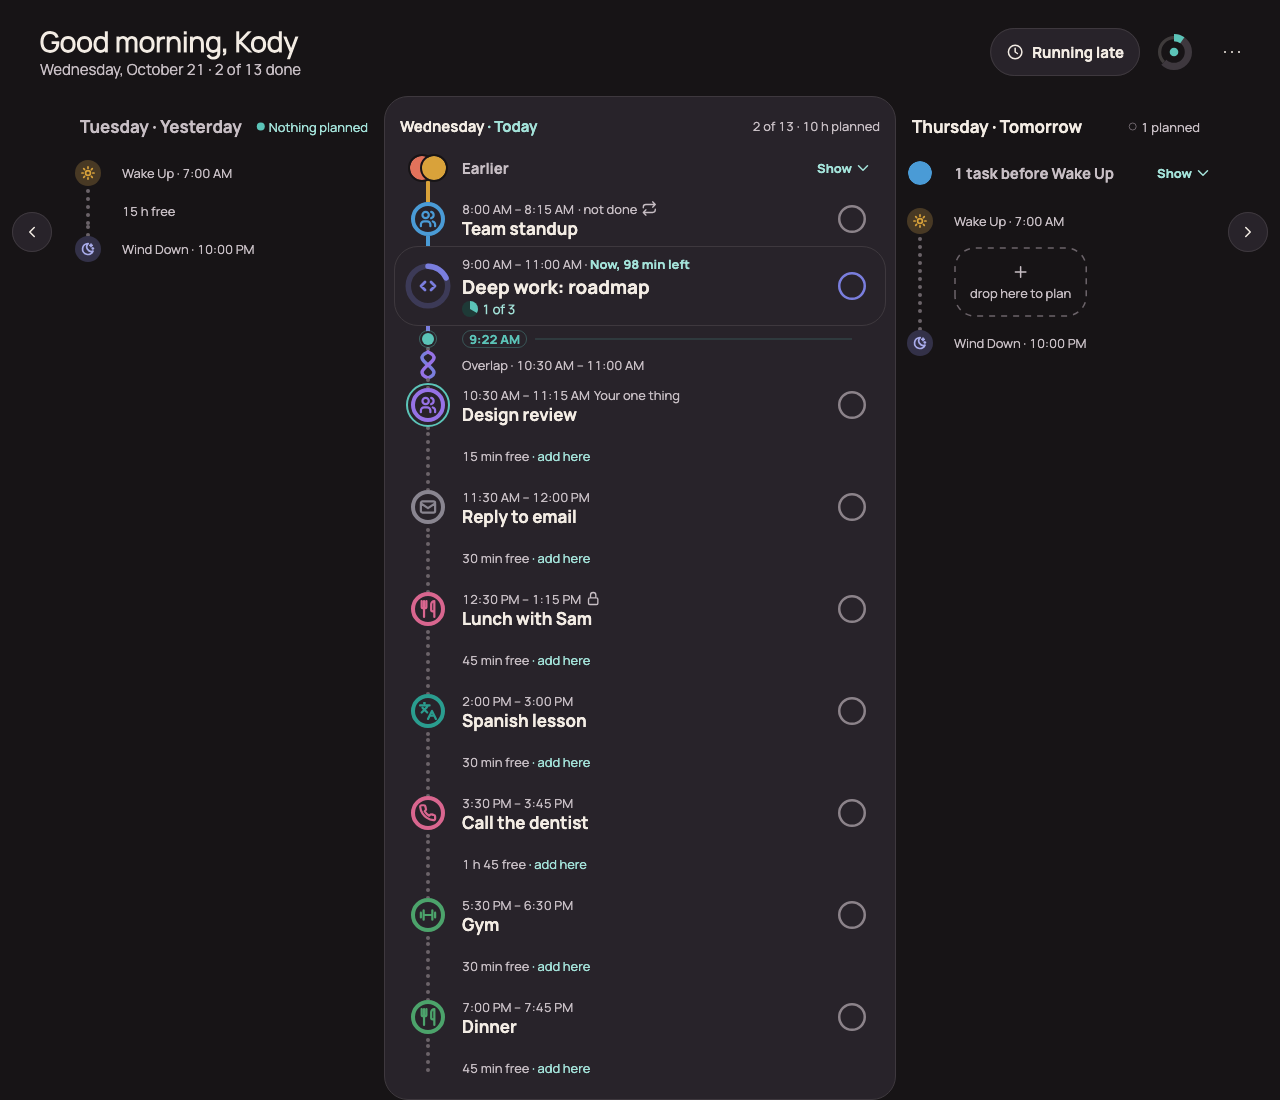 Good morning, Kody
Wednesday, October 21 · 2 of 13 done
Running late
Tuesday · Yesterday
Nothing planned
Wake Up · 7:00 AM
15 h free
Wind Down · 10:00 PM
Wednesday · Today
2 of 13 · 10 h planned
Earlier
Show
8:00 AM – 8:15 AM · not done
Team standup
9:00 AM – 11:00 AM · Now, 98 min left
Deep work: roadmap
1 of 3
9:22 AM
Overlap · 10:30 AM – 11:00 AM
10:30 AM – 11:15 AM Your one thing
Design review
15 min free · add here
11:30 AM – 12:00 PM
Reply to email
30 min free · add here
12:30 PM – 1:15 PM
Lunch with Sam
45 min free · add here
2:00 PM – 3:00 PM
Spanish lesson
30 min free · add here
3:30 PM – 3:45 PM
Call the dentist
1 h 45 free · add here
5:30 PM – 6:30 PM
Gym
30 min free · add here
7:00 PM – 7:45 PM
Dinner
45 min free · add here
Thursday · Tomorrow
1 planned
1 task before Wake Up
Show
Wake Up · 7:00 AM
drop here to plan
Wind Down · 10:00 PM